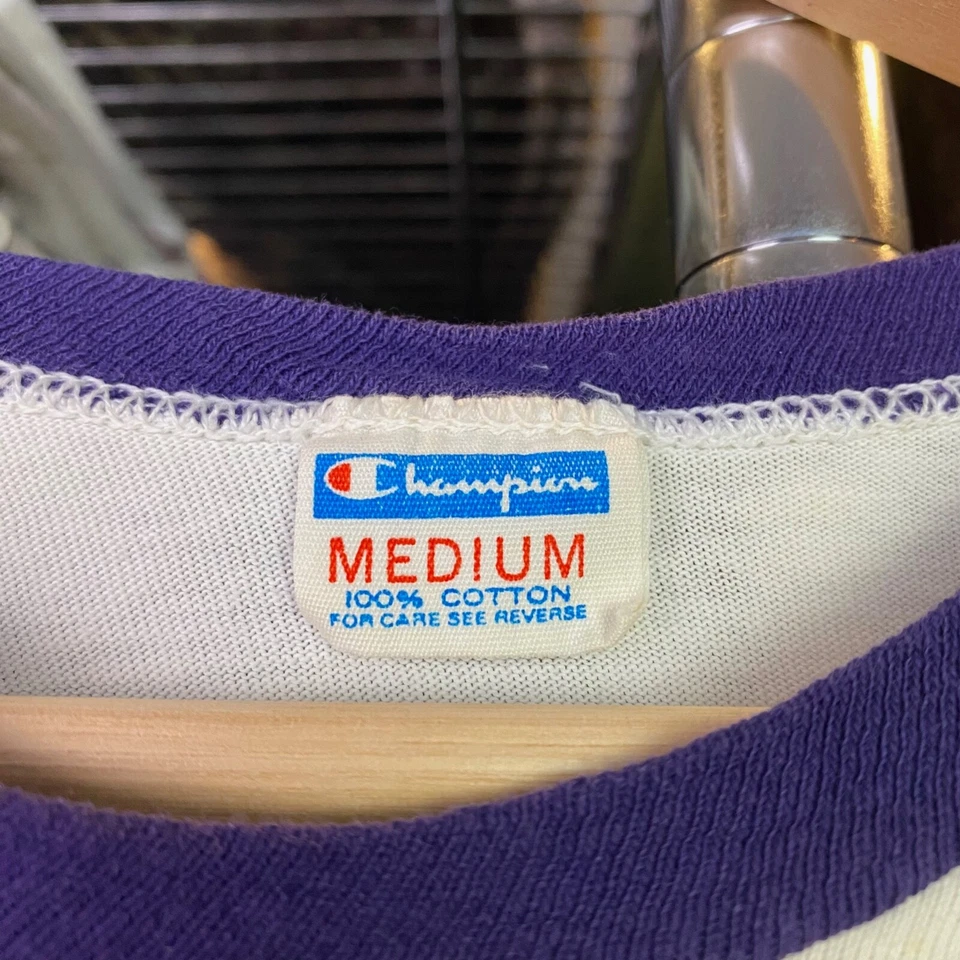 Champion
MEDIUM
100% COTTON
FOR CARE SEE REVERSE